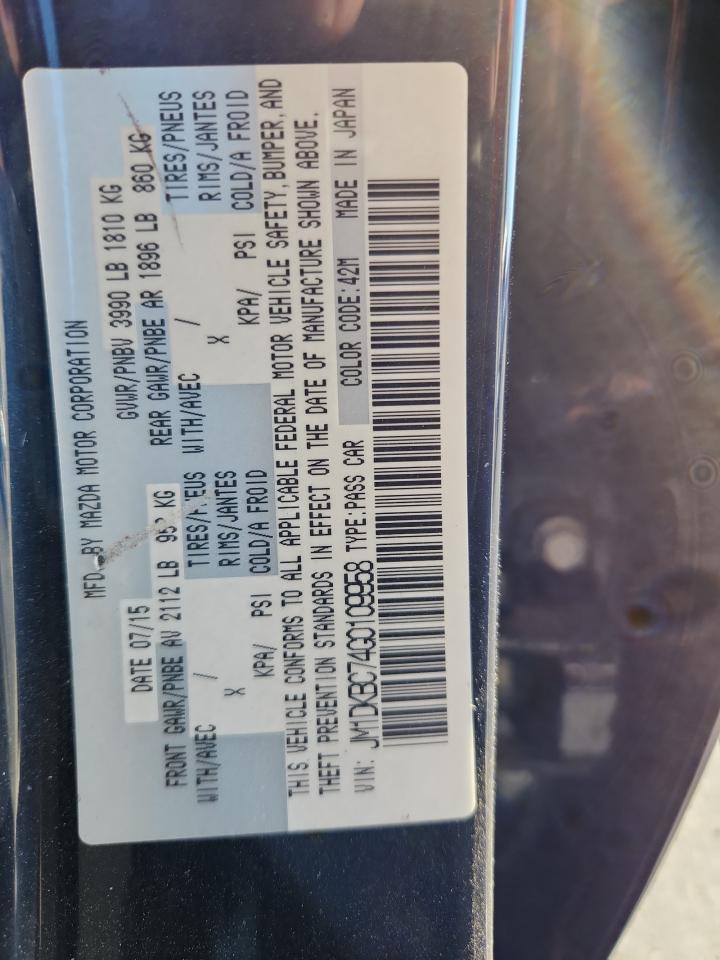 MFD. BY MAZDA MOTOR CORPORATION
DATE 07/15 GVWR/PNBV 3990 LB 1810 KG
FRONT GAWR/PNBE AV 2112 LB KG REAR GAWR/PNBE AR 1896 LB 860 KG
WITH/AVEC / TIRES/PNEUS WITH/AVEC / TIRES/PNEUS
X RIMS/JANTES X RIMS/JANTES
KPA/ PSI COLD/A FROID KPA/ PSI COLD/A FROID
THIS VEHICLE CONFORMS TO ALL APPLICABLE FEDERAL MOTOR VEHICLE SAFETY, BUMPER, AND
THEFT PREVENTION STANDARDS IN EFFECT ON THE DATE OF MANUFACTURE SHOWN ABOVE.
VIN: JM1DKBC74G0109958 TYPE:PASS CAR COLOR CODE:42M MADE IN JAPAN